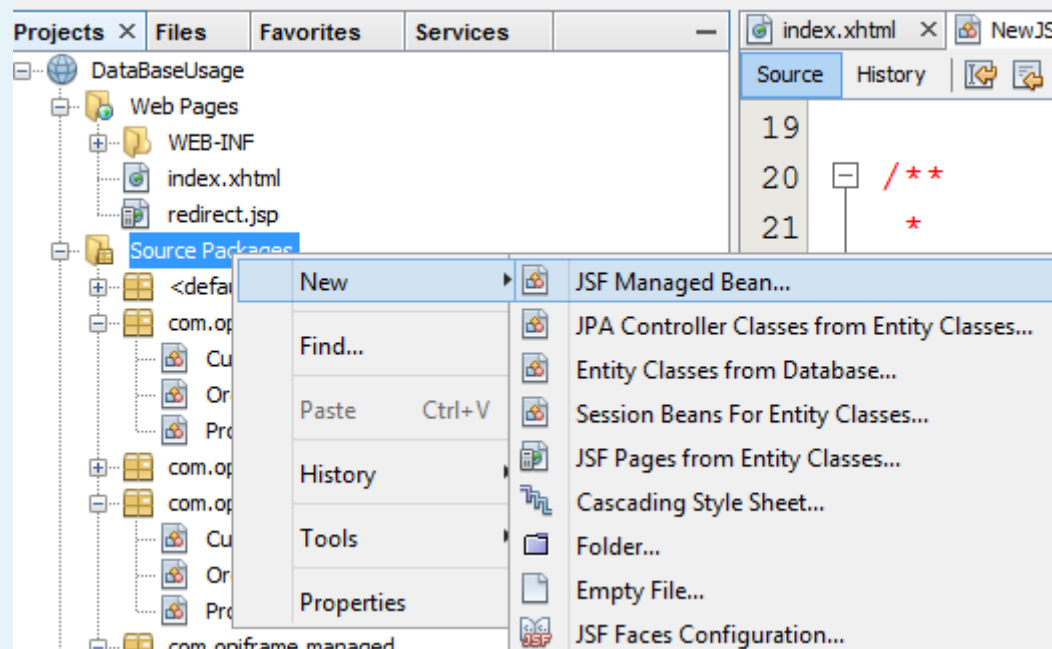 Projects Files Favorites Services
index.xhtml NewJS
Source History
DataBaseUsage
Web Pages
WEB-INF
index.xhtml
redirect.jsp
Source Packages
<defau
com.op
Cu
Or
Pro
com.op
com.op
Cu
Or
Pro
com.opiframe.managed
New
Find...
Paste Ctrl+V
History
Tools
Properties
JSF Managed Bean...
JPA Controller Classes from Entity Classes...
Entity Classes from Database...
Session Beans For Entity Classes...
JSF Pages from Entity Classes...
Cascading Style Sheet...
Folder...
Empty File...
JSF Faces Configuration...
19
20 /**
21 *